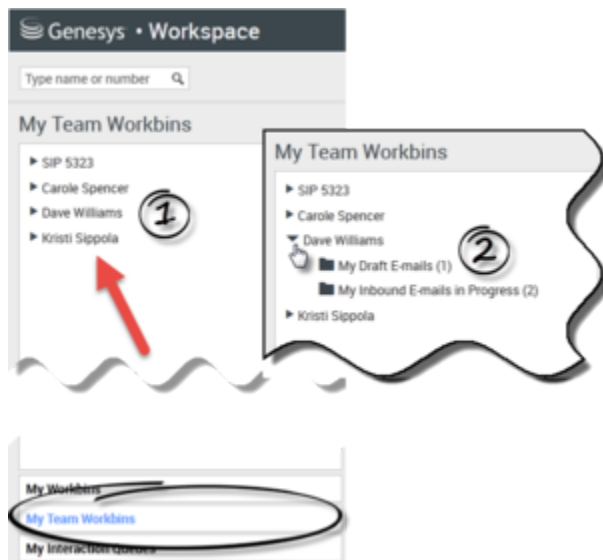 Genesys • Workspace
Type name or number
My Team Workbins
SIP 5323
Carole Spencer
Dave Williams
Kristi Sippola
1
My Team Workbins
SIP 5323
Carole Spencer
Dave Williams
My Draft E-mails (1)
My Inbound E-mails in Progress (2)
Kristi Sippola
2
My Workbins
My Team Workbins
My Interaction Queues